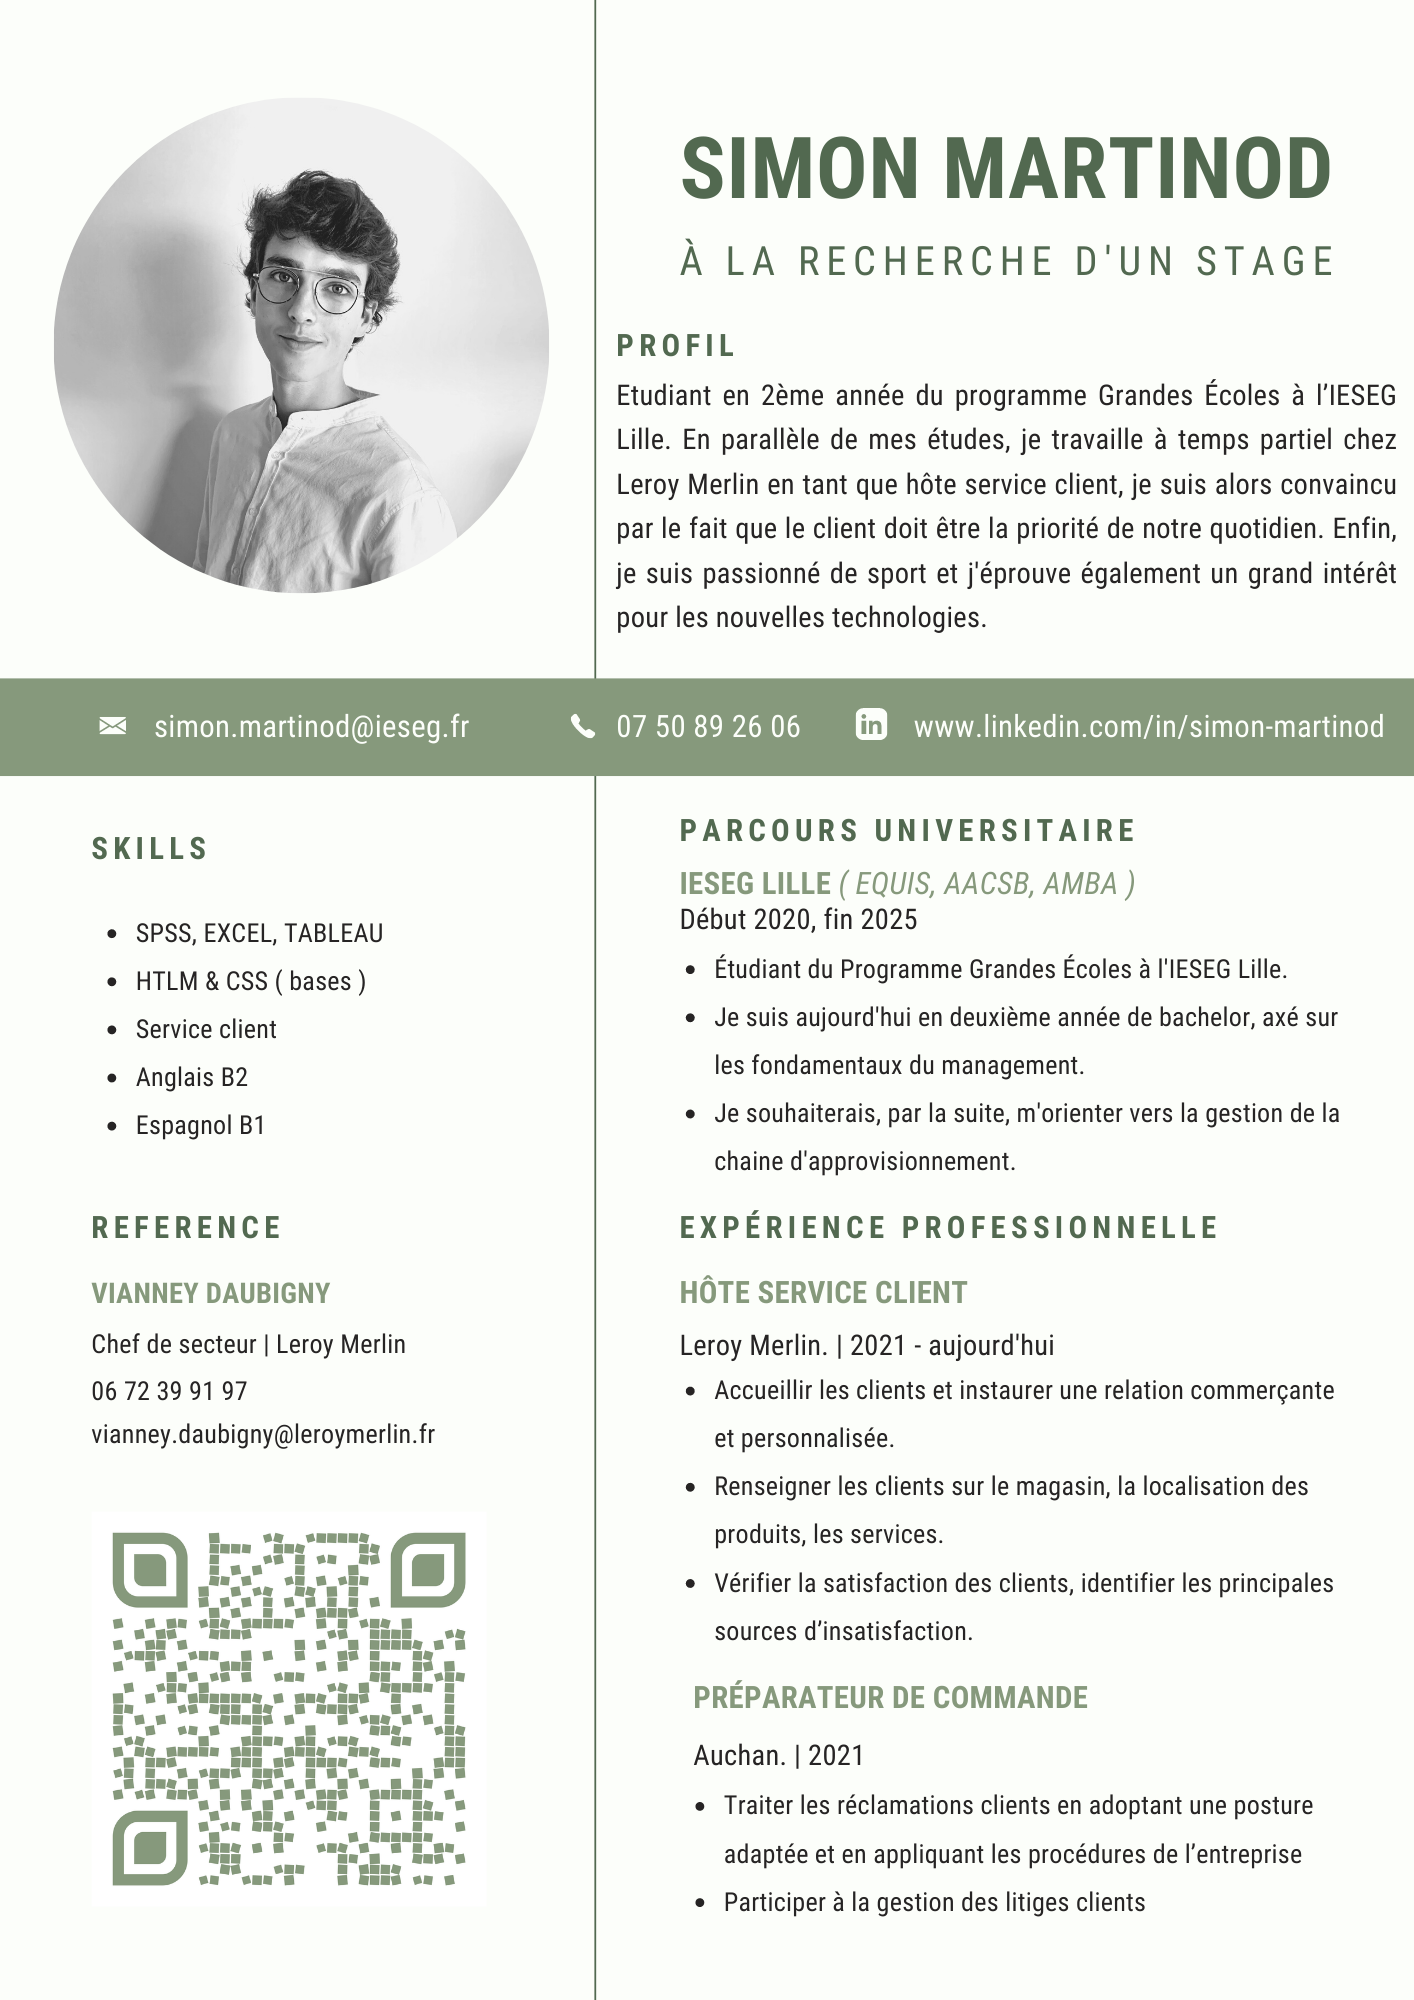 SIMON MARTINOD
À LA RECHERCHE D'UN STAGE
PROFIL
Etudiant en 2ème année du programme Grandes Écoles à l’IESEG
Lille. En parallèle de mes études, je travaille à temps partiel chez
Leroy Merlin en tant que hôte service client, je suis alors convaincu
par le fait que le client doit être la priorité de notre quotidien. Enfin,
je suis passionné de sport et j'éprouve également un grand intérêt
pour les nouvelles technologies.
simon.martinod@ieseg.fr
07 50 89 26 06
in www.linkedin.com/in/simon-martinod
SKILLS
SPSS, EXCEL, TABLEAU
HTLM & CSS ( bases )
Service client
Anglais B2
Espagnol B1
REFERENCE
VIANNEY DAUBIGNY
Chef de secteur | Leroy Merlin
06 72 39 91 97
vianney.daubigny@leroymerlin.fr
PARCOURS UNIVERSITAIRE
IESEG LILLE ( EQUIS, AACSB, AMBA )
Début 2020, fin 2025
Étudiant du Programme Grandes Écoles à l'IESEG Lille.
Je suis aujourd'hui en deuxième année de bachelor, axé sur
les fondamentaux du management.
Je souhaiterais, par la suite, m'orienter vers la gestion de la
chaine d'approvisionnement.
EXPÉRIENCE PROFESSIONNELLE
HÔTE SERVICE CLIENT
Leroy Merlin. | 2021 - aujourd'hui
Accueillir les clients et instaurer une relation commerçante
et personnalisée.
Renseigner les clients sur le magasin, la localisation des
produits, les services.
Vérifier la satisfaction des clients, identifier les principales
sources d’insatisfaction.
PRÉPARATEUR DE COMMANDE
Auchan. | 2021
Traiter les réclamations clients en adoptant une posture
adaptée et en appliquant les procédures de l’entreprise
Participer à la gestion des litiges clients